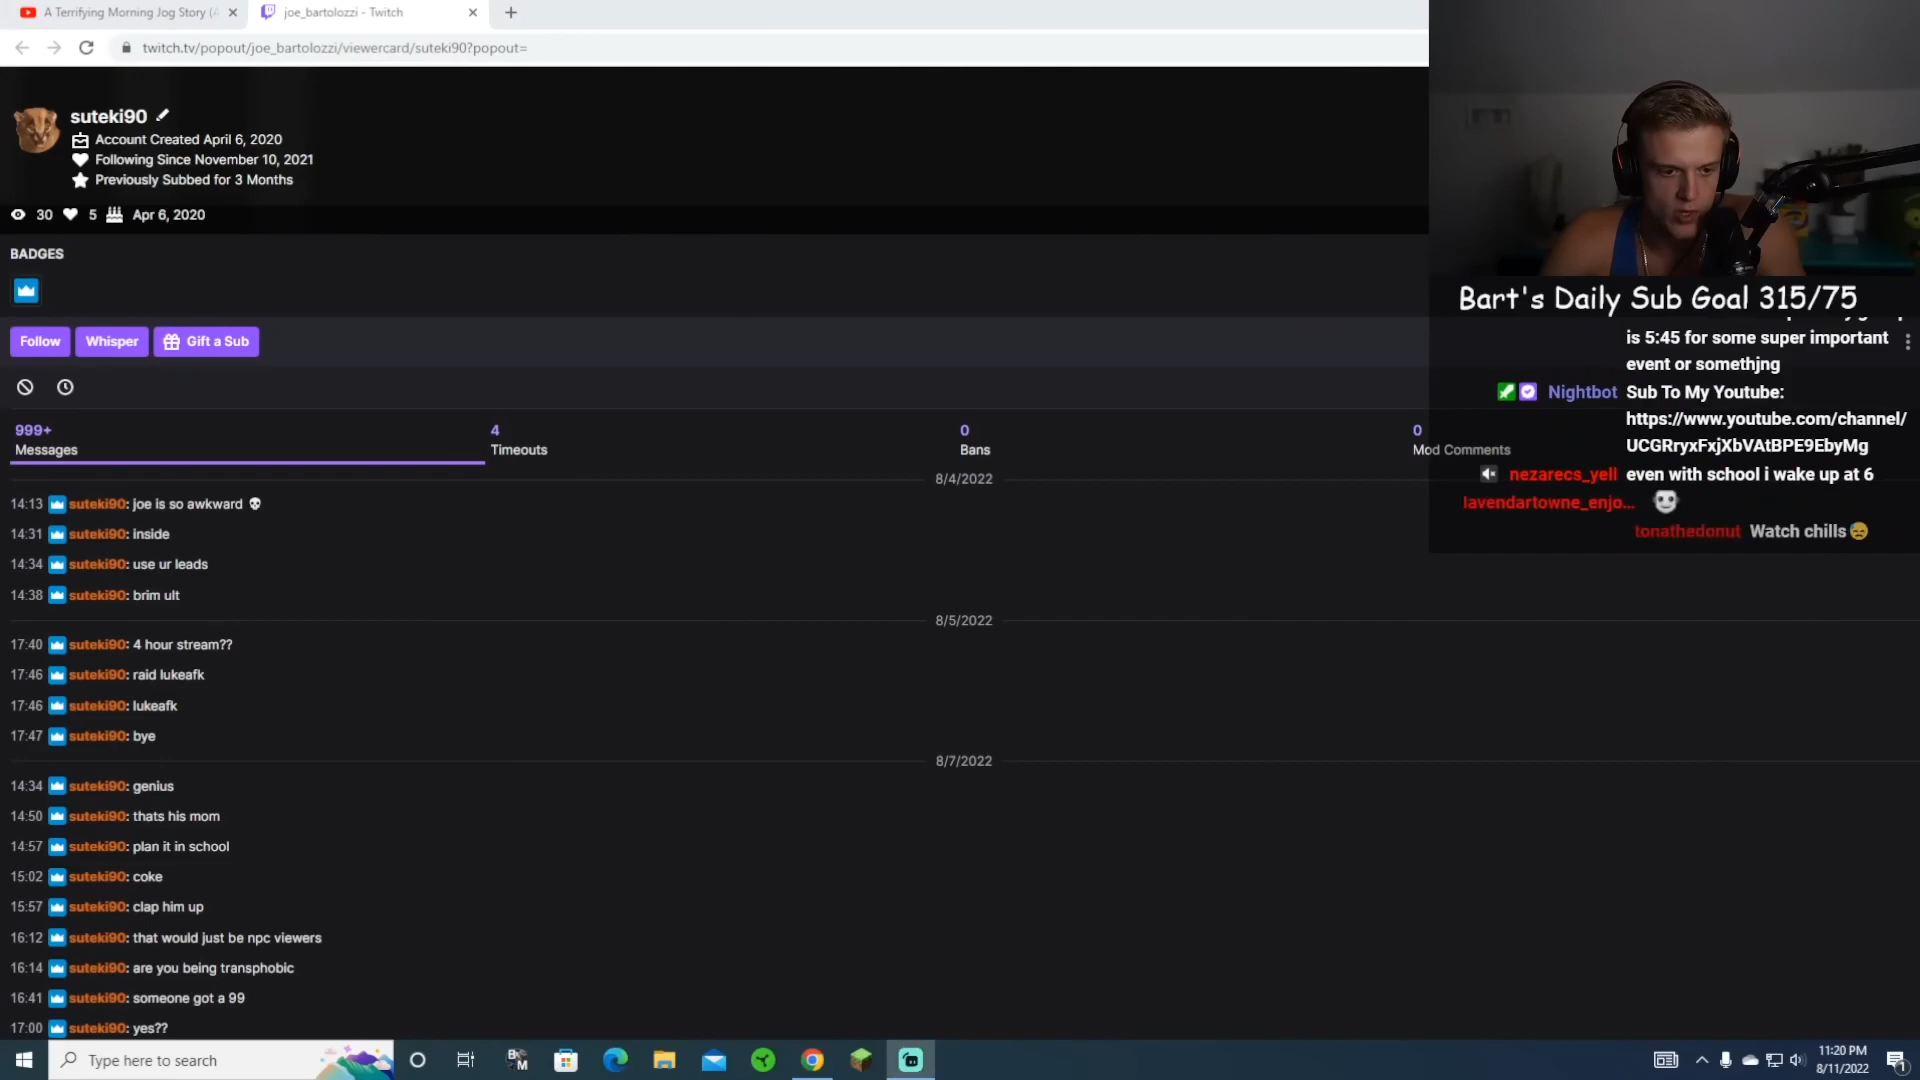 A Terrifying Morning Jog Story (A
joe_bartolozzi - Twitch
twitch.tv/popout/joe_bartolozzi/viewercard/suteki90?popout=
suteki90
Account Created April 6, 2020
Following Since November 10, 2021
Previously Subbed for 3 Months
30 5 Apr 6, 2020
BADGES
Follow Whisper Gift a Sub
999+ 4 0 0
Messages Timeouts Bans Mod Comments
8/4/2022
14:13 suteki90: joe is so awkward 💀
14:31 suteki90: inside
14:34 suteki90: use ur leads
14:38 suteki90: brim ult
8/5/2022
17:40 suteki90: 4 hour stream??
17:46 suteki90: raid lukeafk
17:46 suteki90: lukeafk
17:47 suteki90: bye
8/7/2022
14:34 suteki90: genius
14:50 suteki90: thats his mom
14:57 suteki90: plan it in school
15:02 suteki90: coke
15:57 suteki90: clap him up
16:12 suteki90: that would just be npc viewers
16:14 suteki90: are you being transphobic
16:41 suteki90: someone got a 99
17:00 suteki90: yes??
Bart's Daily Sub Goal 315/75
is 5:45 for some super important
event or somethjng
Nightbot Sub To My Youtube:
https://www.youtube.com/channel/
UCGRryxFxjXbVAtBPE9EbyMg
nezarecs_yell even with school i wake up at 6
lavendartowne_enjo...
tonathedonut Watch chills😓
Type here to search
11:20 PM
8/11/2022